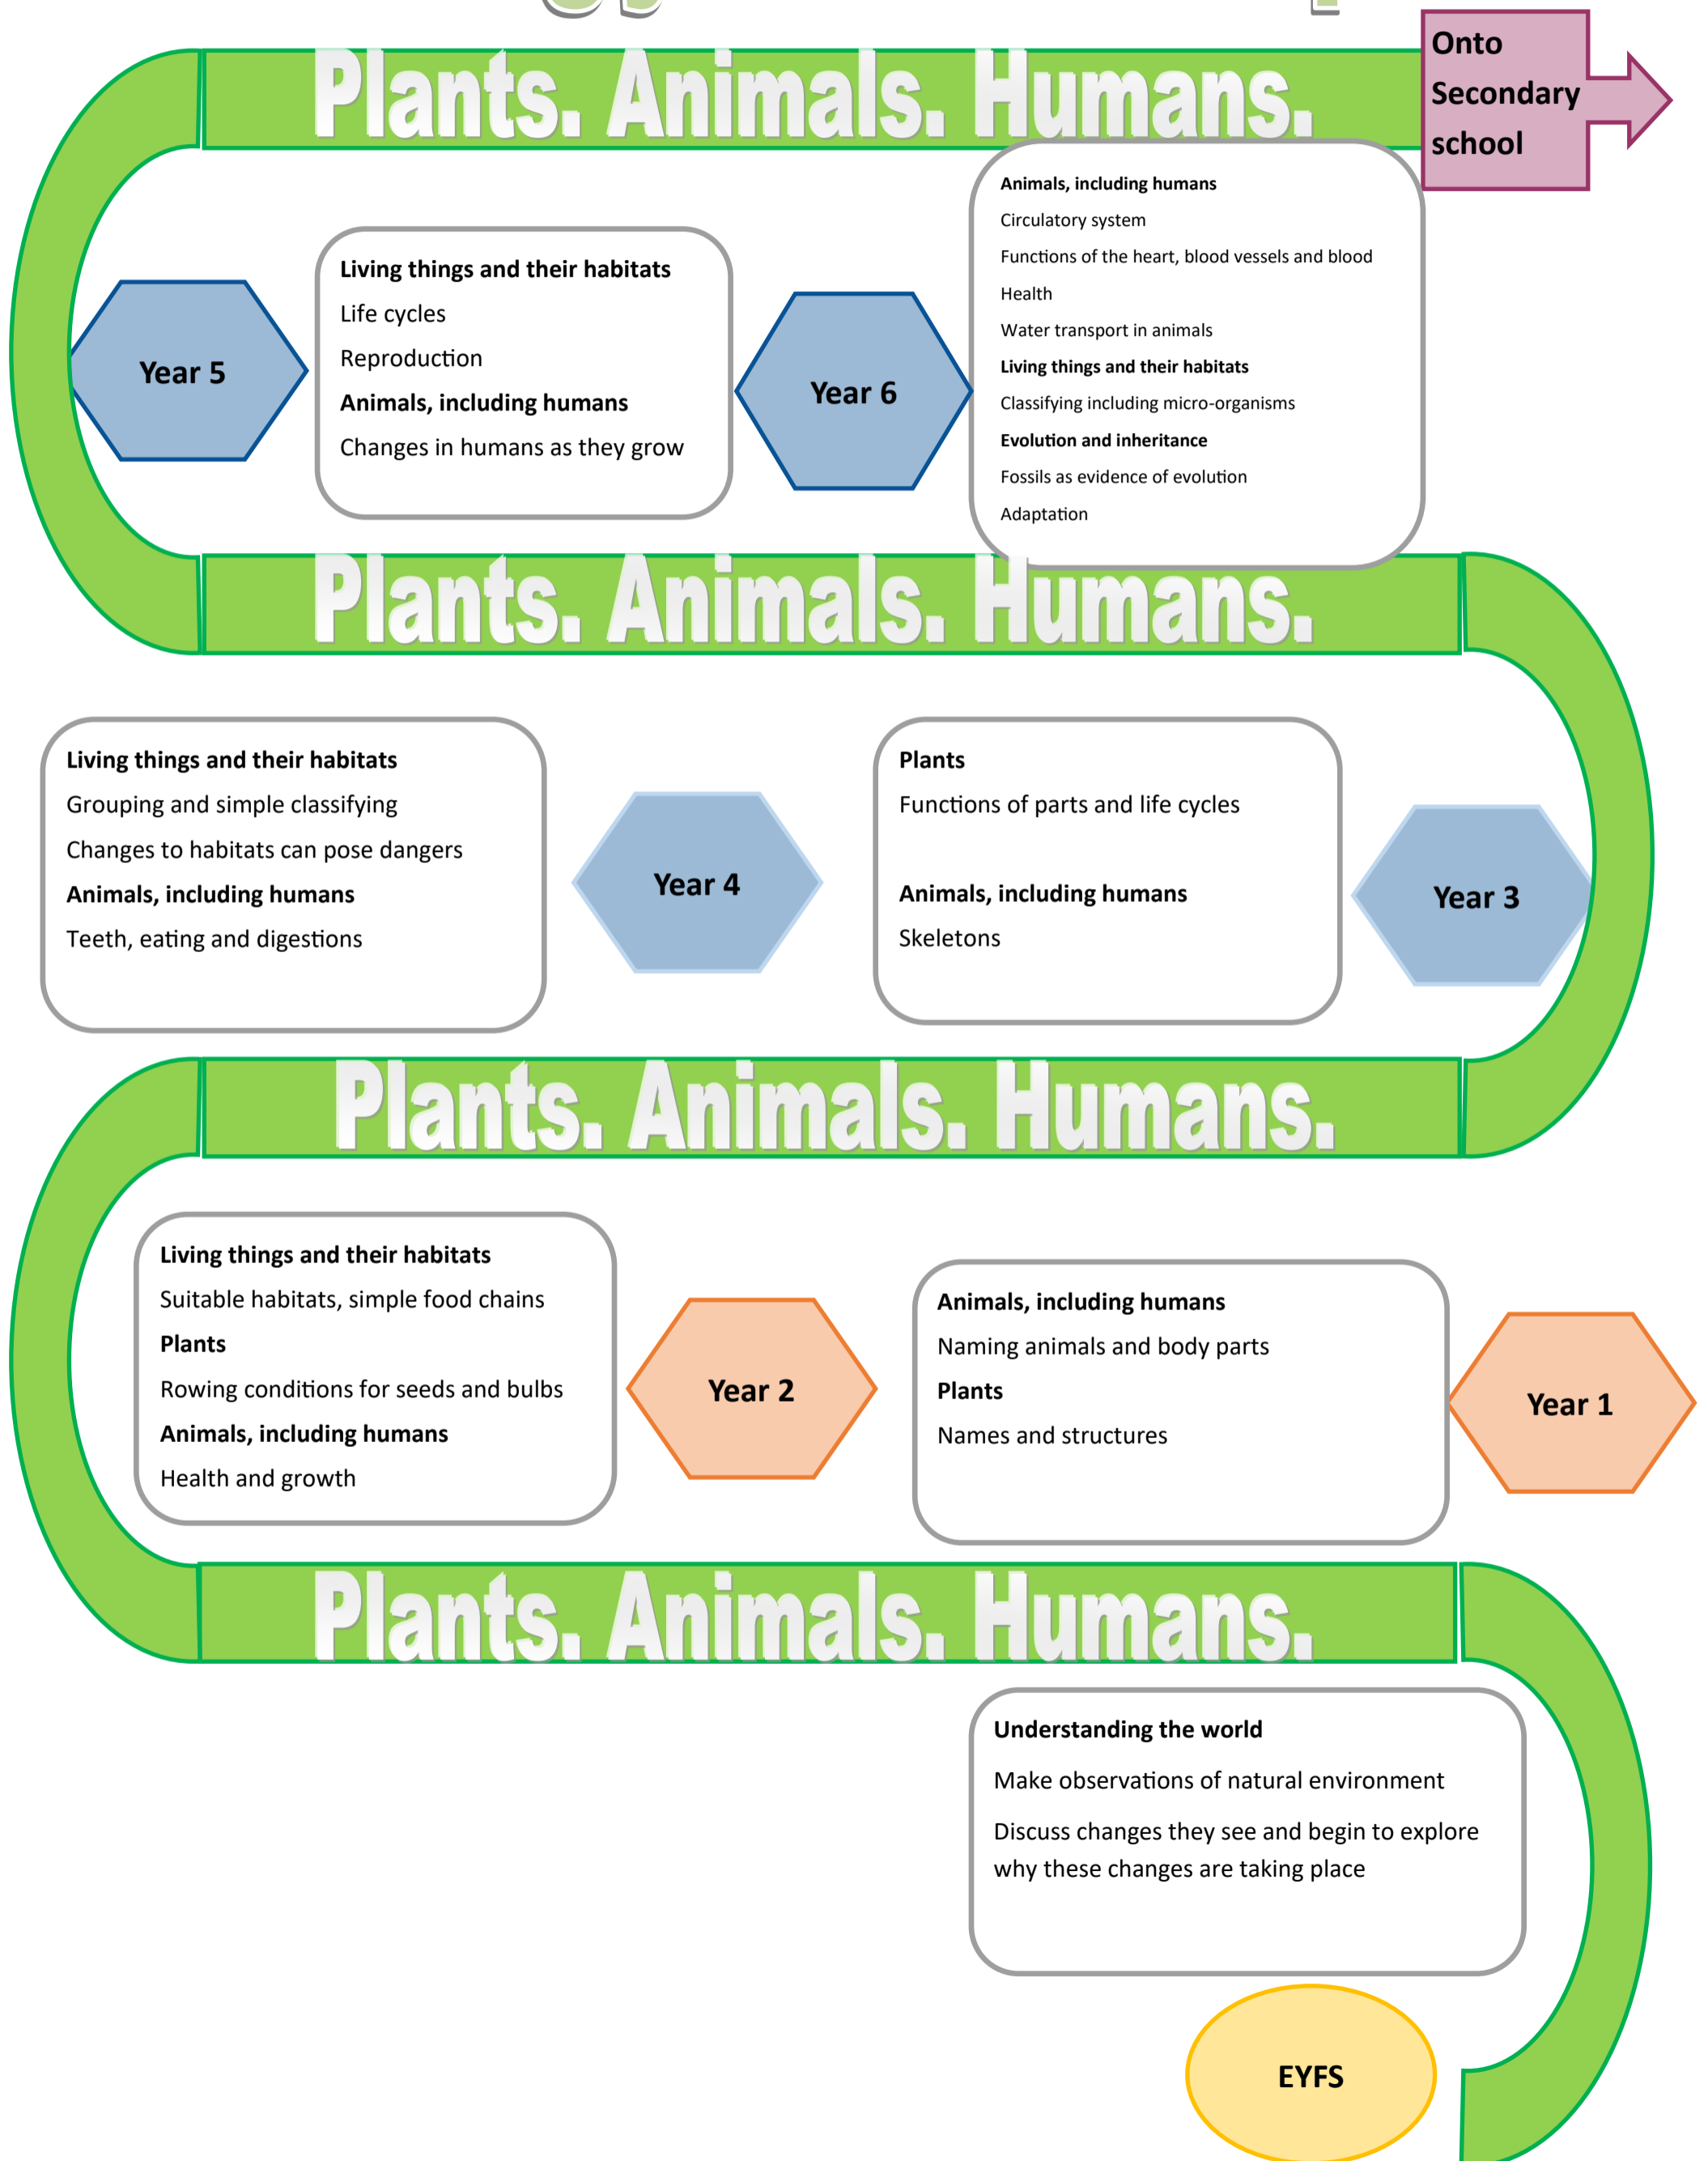 Plants. Animals. Humans.
Onto
Secondary
school
Year 5
Living things and their habitats
Life cycles
Reproduction
Animals, including humans
Changes in humans as they grow
Year 6
Animals, including humans
Circulatory system
Functions of the heart, blood vessels and blood
Health
Water transport in animals
Living things and their habitats
Classifying including micro-organisms
Evolution and inheritance
Fossils as evidence of evolution
Adaptation
Plants. Animals. Humans.
Living things and their habitats
Grouping and simple classifying
Changes to habitats can pose dangers
Animals, including humans
Teeth, eating and digestions
Year 4
Plants
Functions of parts and life cycles
Animals, including humans
Skeletons
Year 3
Plants. Animals. Humans.
Living things and their habitats
Suitable habitats, simple food chains
Plants
Rowing conditions for seeds and bulbs
Animals, including humans
Health and growth
Year 2
Animals, including humans
Naming animals and body parts
Plants
Names and structures
Year 1
Plants. Animals. Humans.
Understanding the world
Make observations of natural environment
Discuss changes they see and begin to explore
why these changes are taking place
EYFS